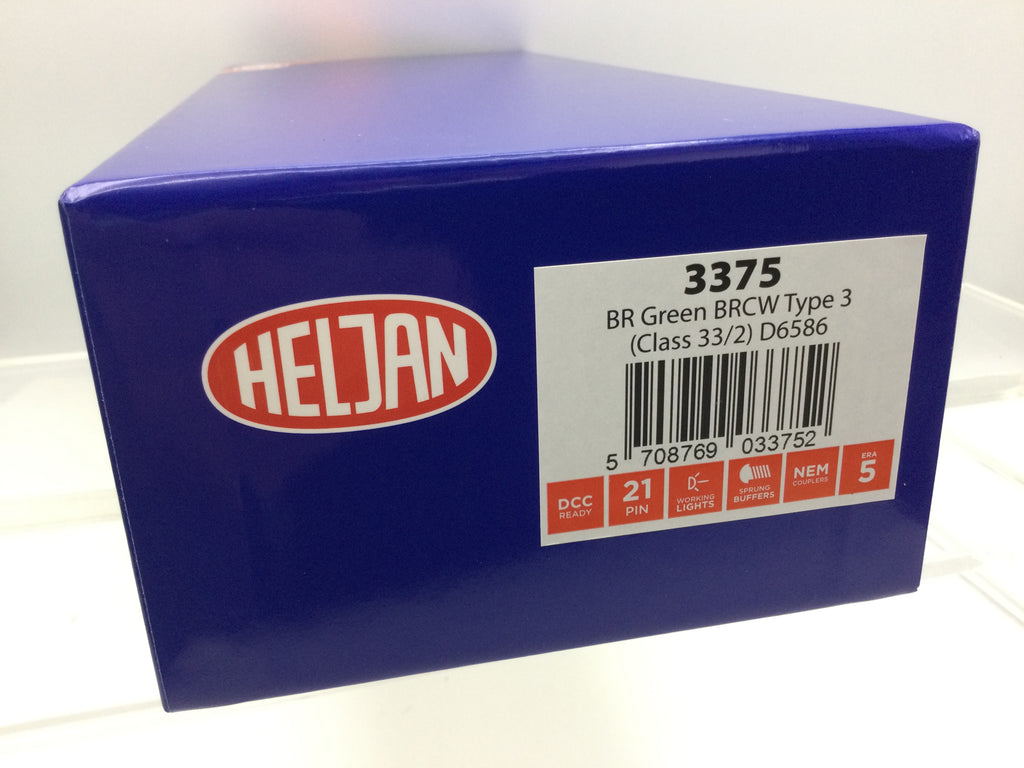 HELJAN
3375
BR Green BRCW Type 3
(Class 33/2) D6586
5 708769 033752
DCC
READY
21
PIN
WORKING
LIGHTS
SPRUNG
BUFFERS
NEM
COUPLERS
ERA
5